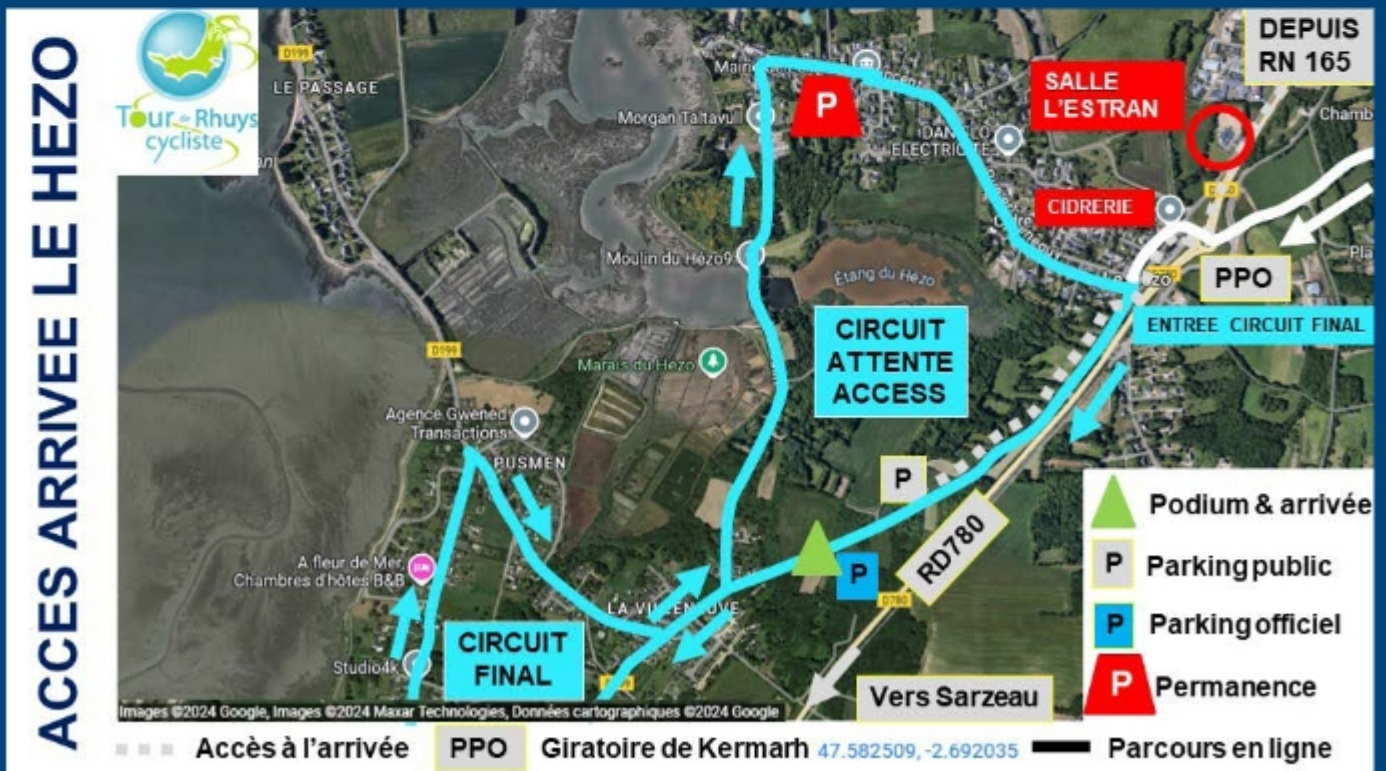 ACCES ARRIVEE LE HEZO
Tour de Rhuys
cycliste
D199
LE PASSAGE
Mairie
Morgan Taltavull
P
DANILO
ELECTRICITE
SALLE
L'ESTRAN
DEPUIS
RN 165
Chamb
CIDRERIE
PPO
ENTREE CIRCUIT FINAL
Moulin du Hézo
Étang du Hézo
CIRCUIT
ATTENTE
ACCESS
Marais du Hézo
D199
Agence Gwened
Transactions
PUSMEN
P
RD780
A fleur de Mer,
Chambres d'hôtes B&B
P
D780
LA VILLENEUVE
CIRCUIT
FINAL
Studio4k
Vers Sarzeau
Podium & arrivée
P Parking public
P Parking officiel
P Permanence
Images ©2024 Google, Images ©2024 Maxar Technologies, Données cartographiques ©2024 Google
Accès à l'arrivée PPO Giratoire de Kermarh 47.582509, -2.692035 Parcours en ligne